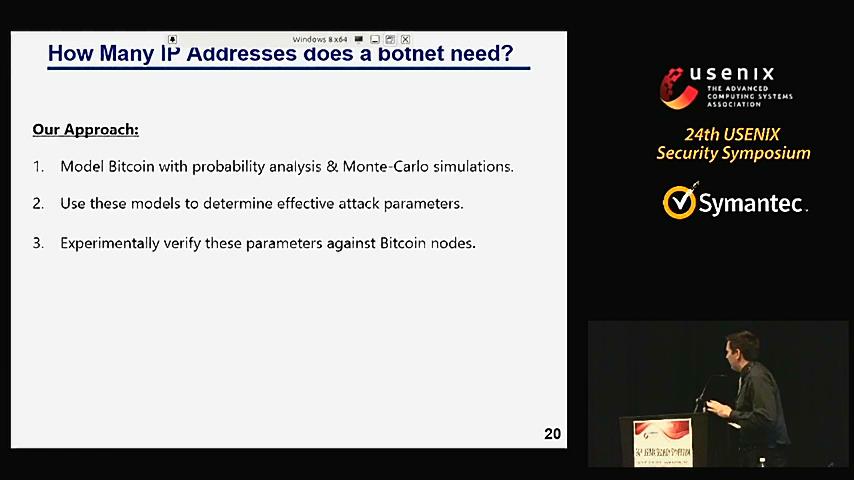 Windows 8 x64
How Many IP Addresses does a botnet need?
Our Approach:
1. Model Bitcoin with probability analysis & Monte-Carlo simulations.
2. Use these models to determine effective attack parameters.
3. Experimentally verify these parameters against Bitcoin nodes.
20
usenix
THE ADVANCED
COMPUTING SYSTEMS
ASSOCIATION
24th USENIX
Security Symposium
Symantec.